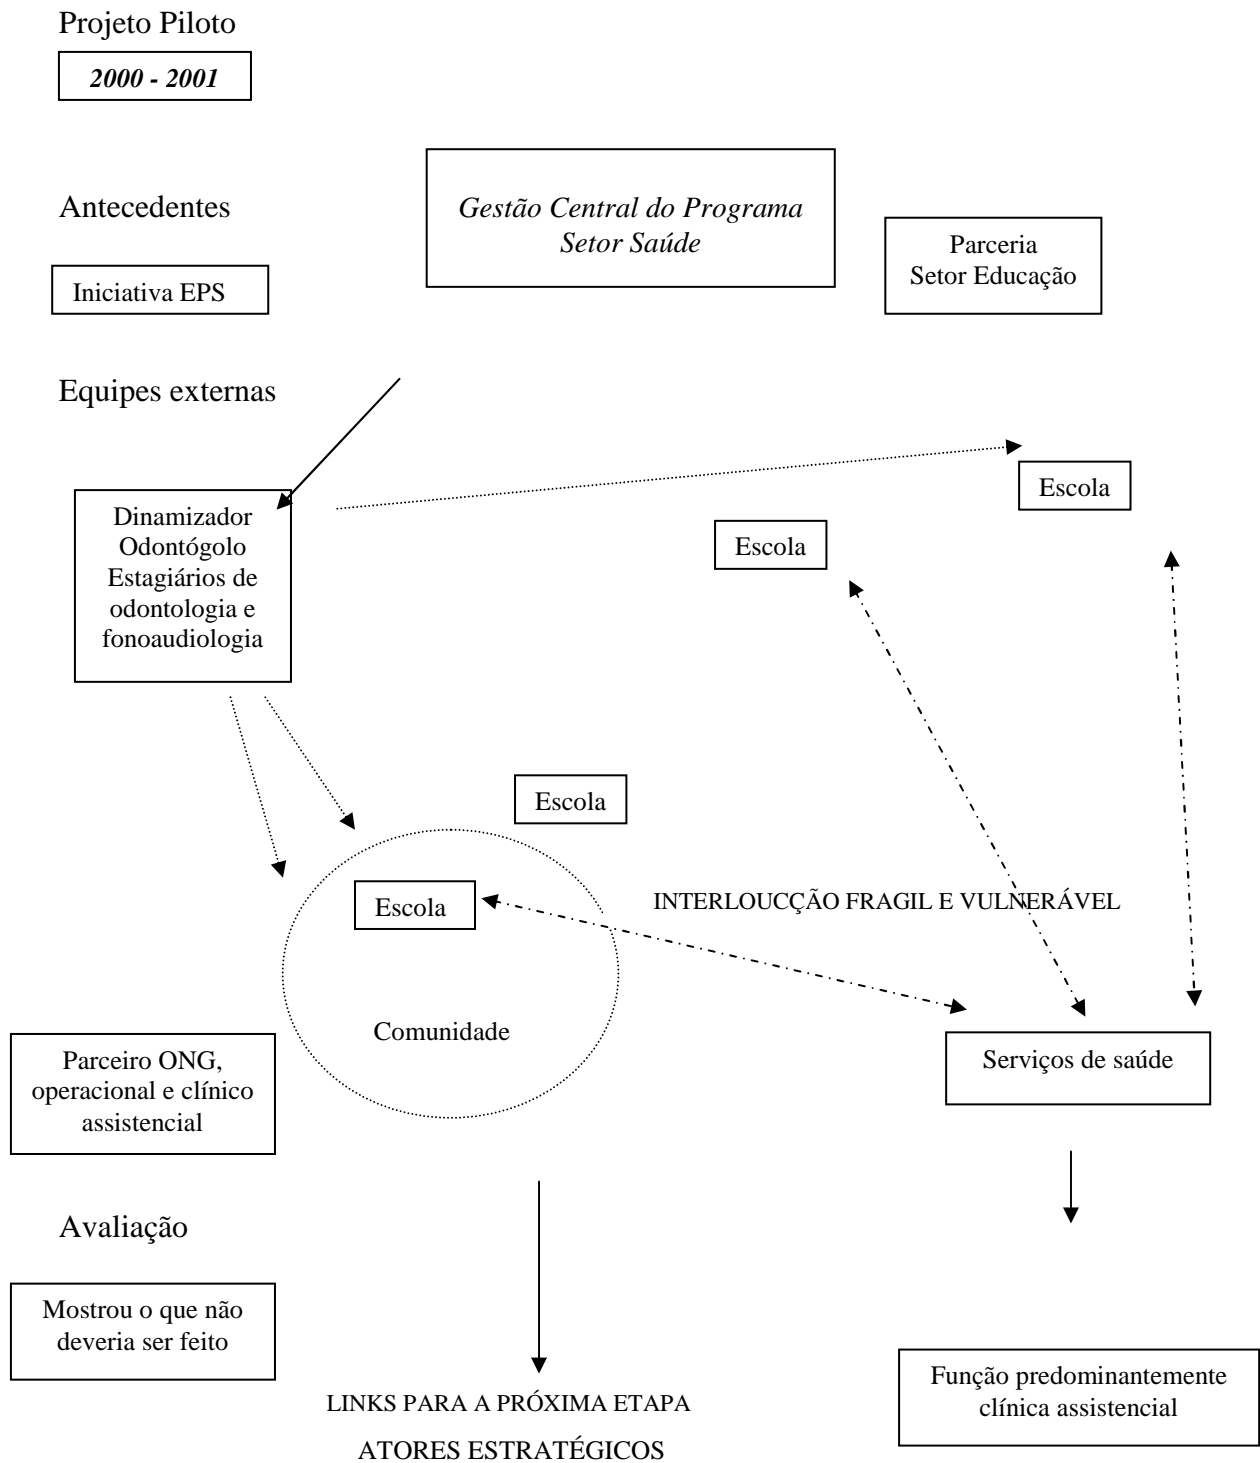 Projeto Piloto
2000 - 2001
Antecedentes
Gestão Central do Programa
Setor Saúde
Parceria
Setor Educação
Iniciativa EPS
Equipes externas
Dinamizador
Odontógolo
Estagiários de
odontologia e
fonoaudiologia
Escola
Escola
Escola
Escola
INTERLOUCÇÃO FRAGIL E VULNERÁVEL
Comunidade
Parceiro ONG,
operacional e clínico
assistencial
Serviços de saúde
Avaliação
Mostrou o que não
deveria ser feito
Função predominantemente
clínica assistencial
LINKS PARA A PRÓXIMA ETAPA
ATORES ESTRATÉGICOS